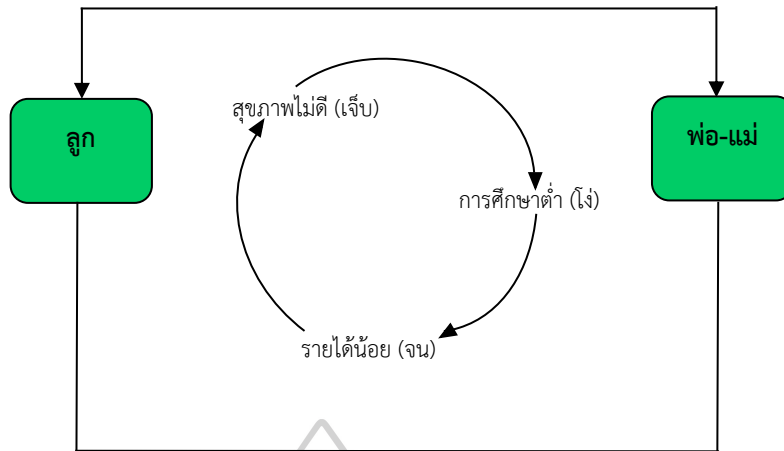 สุขภาพไม่ดี (เจ็บ)
ลูก
พ่อ-แม่
การศึกษาต่ำ (โง่)
รายได้น้อย (จน)